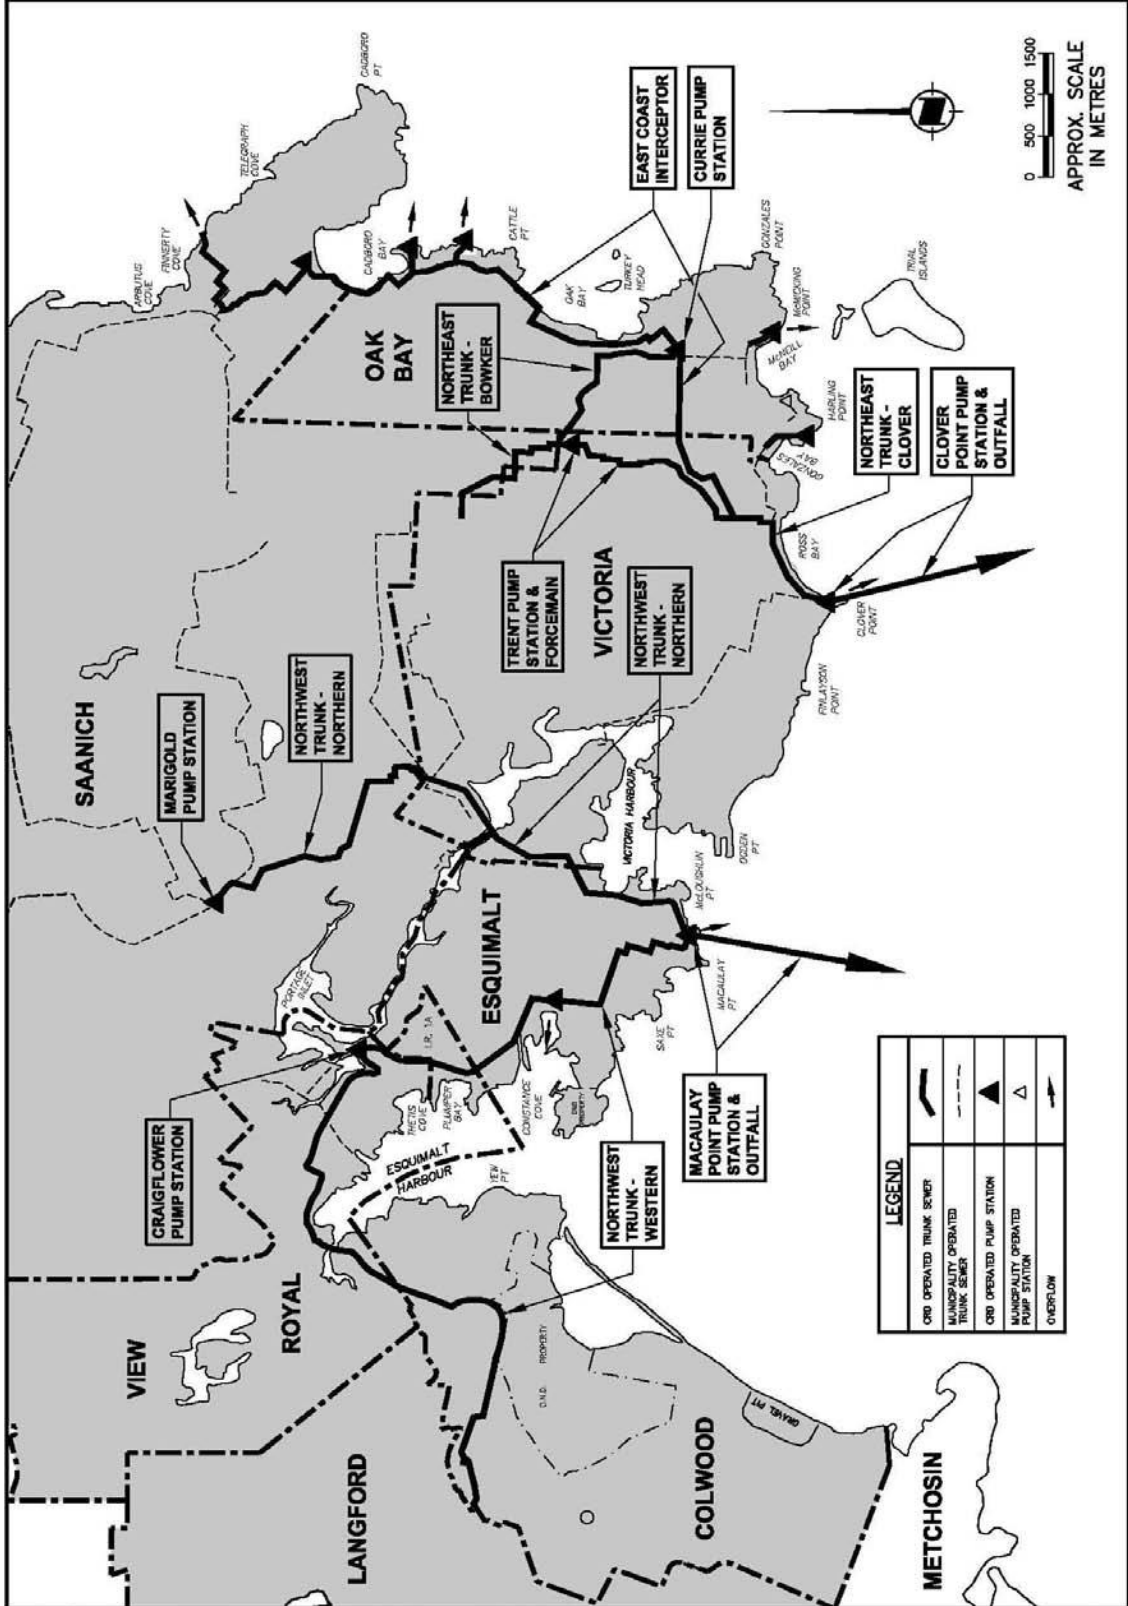 CADBORO
PT
TELEGRAPH
COVE
FINNERTY
COVE
ARBUTUS
COVE
CADBORO
BAY
CATTLE
PT
OAK
BAY
TURKEY
HEAD
GONZALES
POINT
McMICKING
POINT
TRIAL
ISLANDS
McNEILL
BAY
HARLING
POINT
GONZALES
BAY
EAST COAST
INTERCEPTOR
CURRIE PUMP
STATION
0 500 1000 1500
APPROX. SCALE
IN METRES
OAK
BAY
NORTHEAST
TRUNK -
BOWKER
NORTHEAST
TRUNK -
CLOVER
CLOVER
POINT PUMP
STATION &
OUTFALL
ROSS
BAY
CLOVER
POINT
FINLAYSON
POINT
TRENT PUMP
STATION &
FORCEMAIN
VICTORIA
NORTHWEST
TRUNK -
NORTHERN
SAANICH
MARIGOLD
PUMP STATION
NORTHWEST
TRUNK -
NORTHERN
VICTORIA HARBOUR
OGDEN
PT
McLOUGHLIN
PT
ESQUIMALT
PORTAGE
INLET
I.R. 1A
MACAULAY
PT
SAXE
PT
THETIS
COVE
PLUMPER
BAY
CONSTANCE
COVE
DND
PROPERTY
ESQUIMALT
HARBOUR
YEW
PT
CRAIGFLOWER
PUMP STATION
MACAULAY
POINT PUMP
STATION &
OUTFALL
NORTHWEST
TRUNK -
WESTERN
VIEW
ROYAL
D.N.D. PROPERTY
LANGFORD
COLWOOD
GRAVEL PIT
METCHOSIN
LEGEND
CRD OPERATED TRUNK SEWER
MUNICIPALITY OPERATED
TRUNK SEWER
CRD OPERATED PUMP STATION
MUNICIPALITY OPERATED
PUMP STATION
OVERFLOW